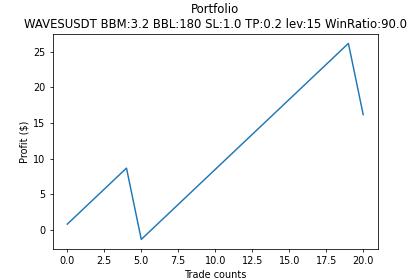 Portfolio
WAVESUSDT BBM:3.2 BBL:180 SL:1.0 TP:0.2 lev:15 WinRatio:90.0
25
20
15
10
5
0
Profit ($)
0.0 2.5 5.0 7.5 10.0 12.5 15.0 17.5 20.0
Trade counts